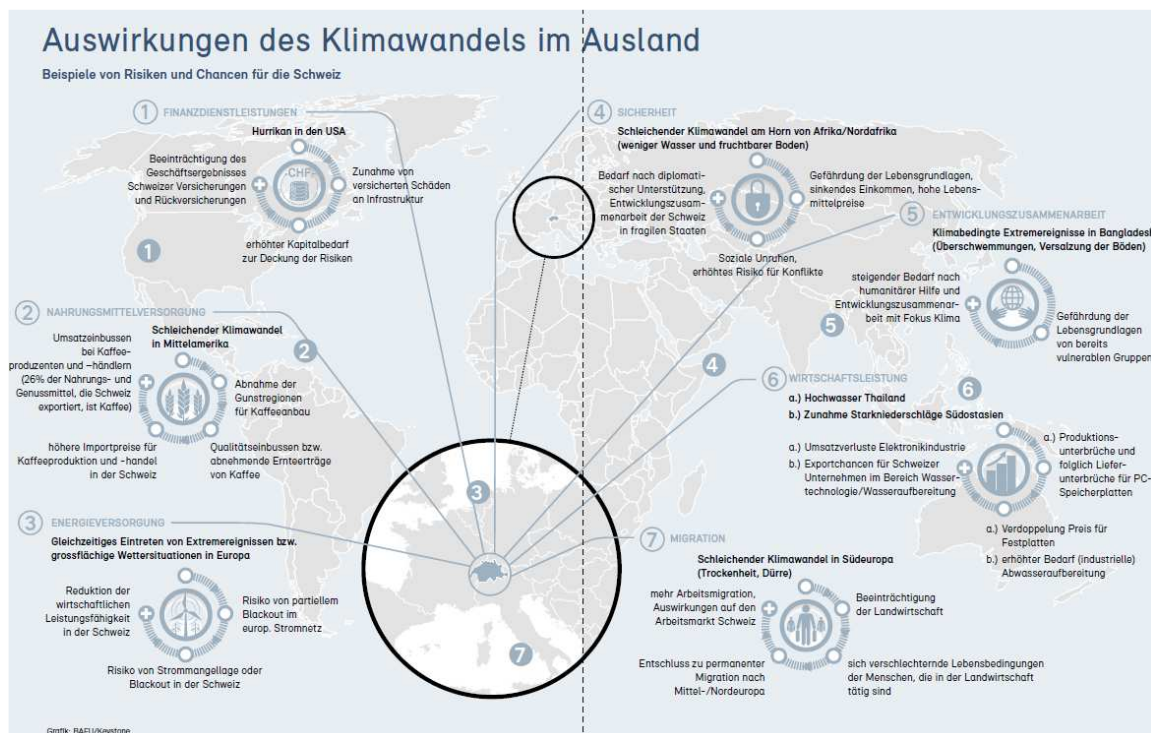 Auswirkungen des Klimawandels im Ausland
Beispiele von Risiken und Chancen für die Schweiz
1 FINANZDIENSTLEISTUNGEN
Hurrikan in den USA
CHF
Zunahme von
versicherten Schäden
an Infrastruktur
erhöhter Kapitalbedarf
zur Deckung der Risiken
Beeinträchtigung des
Geschäftsergebnisses
Schweizer Versicherungen
und Rückversicherungen
1
2 NAHRUNGSMITTELVERSORGUNG
Schleichender Klimawandel
in Mittelamerika
Abnahme der
Gunstregionen
für Kaffeeanbau
Qualitätseinbussen bzw.
abnehmende Ernteerträge
von Kaffee
höhere Importpreise für
Kaffeeproduktion und -handel
in der Schweiz
Umsatzeinbussen
bei Kaffee-
produzenten und –händlern
(26% der Nahrungs- und
Genussmittel, die Schweiz
exportiert, ist Kaffee)
2
3 ENERGIEVERSORGUNG
Gleichzeitiges Eintreten von Extremereignissen bzw.
grossflächige Wettersituationen in Europa
Risiko von partiellem
Blackout im
europ. Stromnetz
Risiko von Strommangellage oder
Blackout in der Schweiz
Reduktion der
wirtschaftlichen
Leistungsfähigkeit
in der Schweiz
3
4 SICHERHEIT
Schleichender Klimawandel am Horn von Afrika/Nordafrika
(weniger Wasser und fruchtbarer Boden)
Gefährdung der Lebensgrundlagen,
sinkendes Einkommen, hohe Lebens-
mittelpreise
Soziale Unruhen,
erhöhtes Risiko für Konflikte
Bedarf nach diplomati-
scher Unterstützung,
Entwicklungszusam-
menarbeit der Schweiz
in fragilen Staaten
4
5 ENTWICKLUNGSZUSAMMENARBEIT
Klimabedingte Extremereignisse in Bangladesh
(Überschwemmungen, Versalzung der Böden)
Gefährdung der
Lebensgrundlagen
von bereits
vulnerablen Gruppen
steigender Bedarf nach
humanitärer Hilfe und
Entwicklungszusammenar-
beit mit Fokus Klima
5
6 WIRTSCHAFTSLEISTUNG
a.) Hochwasser Thailand
b.) Zunahme Starkniederschläge Südostasien
a.) Produktions-
unterbrüche und
folglich Liefer-
unterbrüche für PC-
Speicherplatten
a.) Verdoppelung Preis für
Festplatten
b.) erhöhter Bedarf (industrielle)
Abwasseraufbereitung
a.) Umsatzverluste Elektronikindustrie
b.) Exportchancen für Schweizer
Unternehmen im Bereich Wasser-
technologie/Wasseraufbereitung
6
7 MIGRATION
Schleichender Klimawandel in Südeuropa
(Trockenheit, Dürre)
Beeinträchtigung
der Landwirtschaft
sich verschlechternde Lebensbedingungen
der Menschen, die in der Landwirtschaft
tätig sind
Entschluss zu permanenter
Migration nach
Mittel-/Nordeuropa
mehr Arbeitsmigration,
Auswirkungen auf den
Arbeitsmarkt Schweiz
7
Grafik: BAFU/Keystone